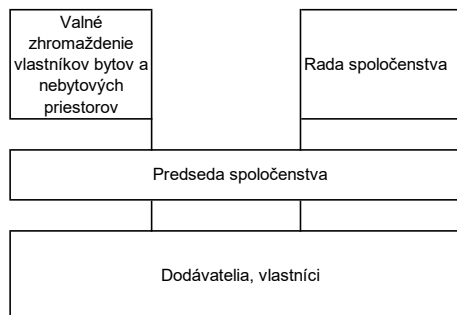 Valné
zhromaždenie
vlastníkov bytov a
nebytových
priestorov
Rada spoločenstva
Predseda spoločenstva
Dodávatelia, vlastníci